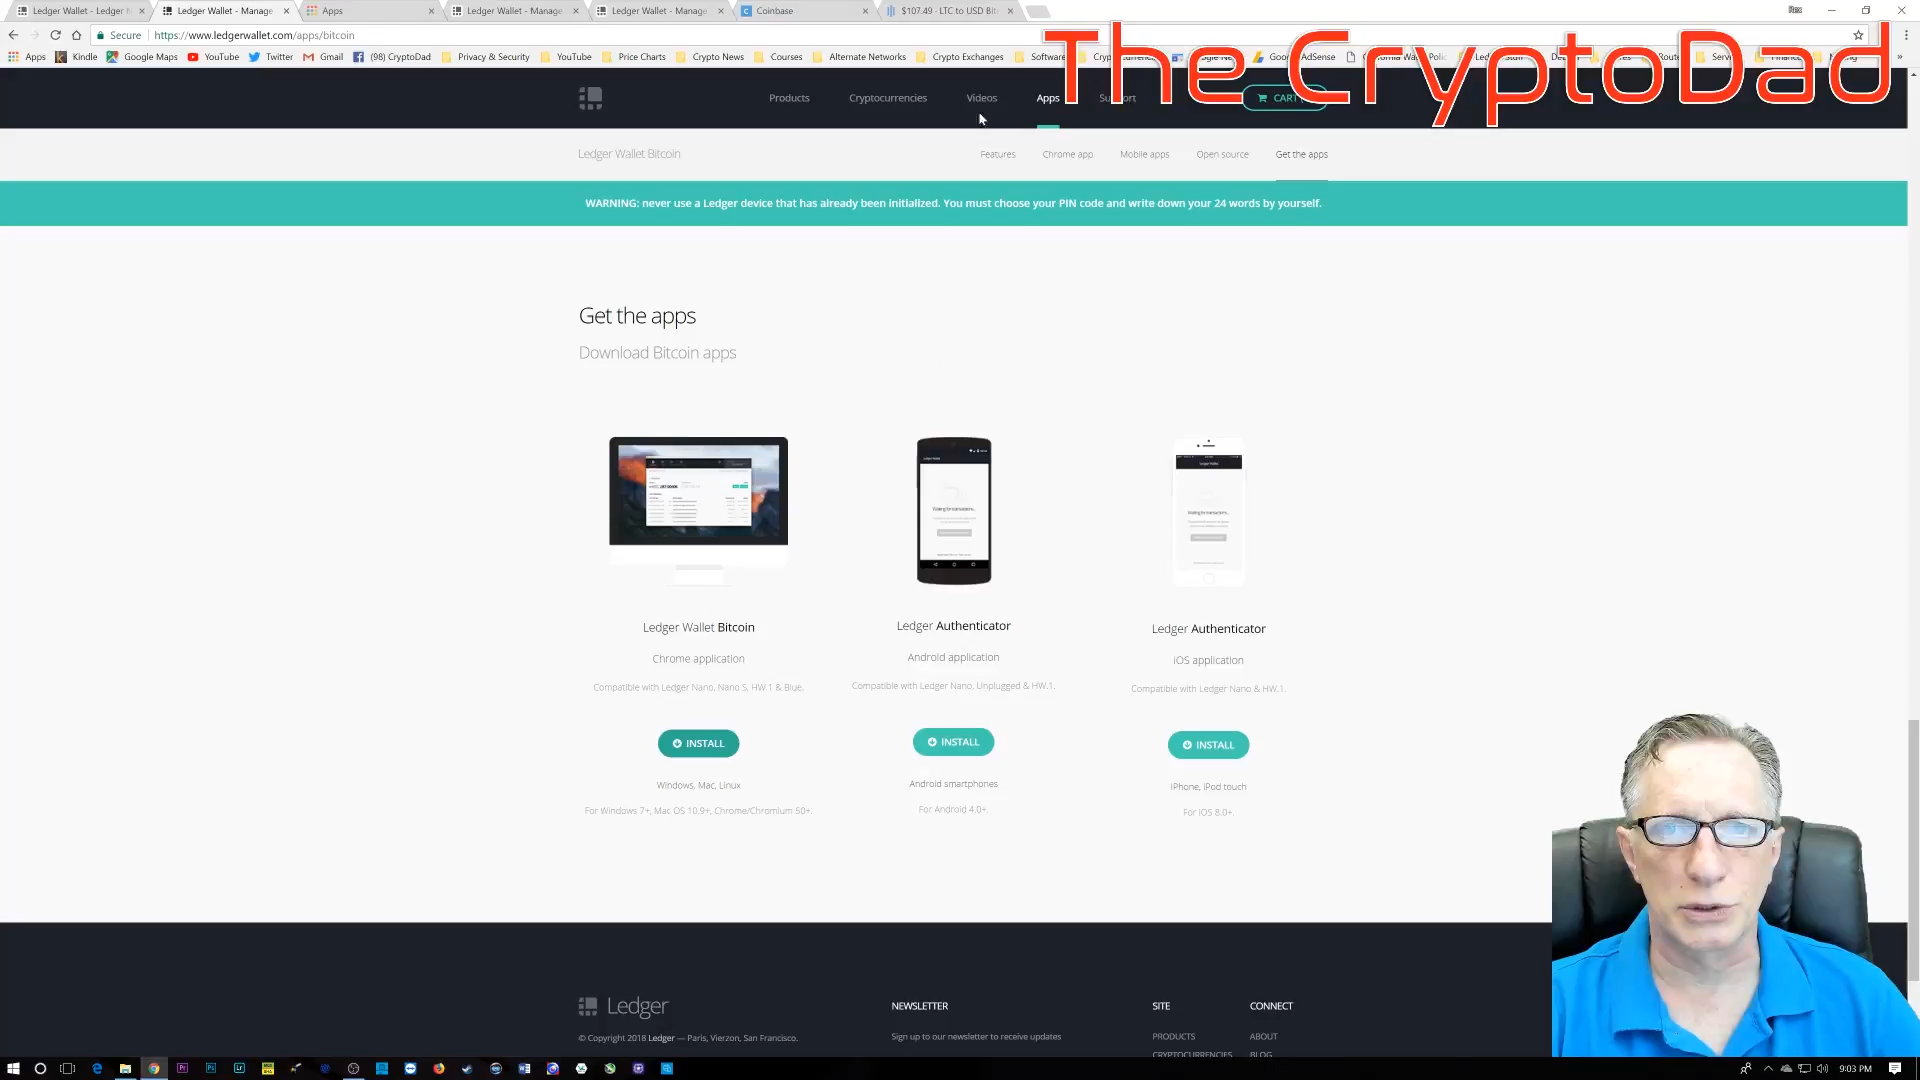 Ledger Wallet - Ledger
Ledger Wallet - Manage
Apps
Ledger Wallet - Manage
Ledger Wallet - Manage
Coinbase
$107.49 - LTC to USD Bit
Secure
https://www.ledgerwallet.com/apps/bitcoin
Apps
Kindle
Google Maps
YouTube
Twitter
Gmail
(98) CryptoDad
Privacy & Security
YouTube
Price Charts
Crypto News
Courses
Alternate Networks
Crypto Exchanges
TheCryptoDad
Products
Cryptocurrencies
Videos
Apps
CART
Ledger Wallet Bitcoin
Features
Chrome app
Mobile apps
Open source
Get the apps
WARNING: never use a Ledger device that has already been initialized. You must choose your PIN code and write down your 24 words by yourself.
Get the apps
Download Bitcoin apps
Ledger Wallet Bitcoin
Chrome application
Compatible with Ledger Nano, Nano S, HW.1 & Blue.
INSTALL
Windows, Mac, Linux
For Windows 7+, Mac OS 10.9+, Chrome/Chromium 50+.
Ledger Authenticator
Android application
Compatible with Ledger Nano, Unplugged & HW.1.
INSTALL
Android smartphones
For Android 4.0+.
Ledger Authenticator
iOS application
Compatible with Ledger Nano & HW.1.
INSTALL
iPhone, iPod touch
For iOS 8.0+.
Ledger
© Copyright 2018 Ledger — Paris, Vierzon, San Francisco.
NEWSLETTER
Sign up to our newsletter to receive updates
SITE
PRODUCTS
CRYPTOCURRENCIES
CONNECT
ABOUT
BLOG
9:03 PM